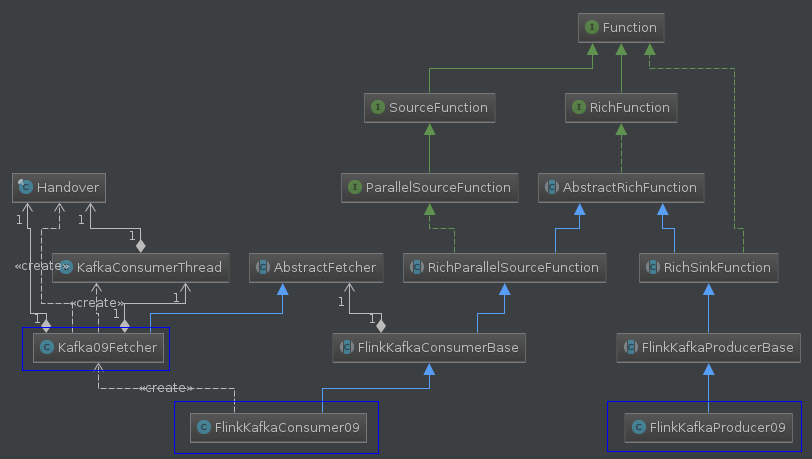 I Function
I SourceFunction
I RichFunction
C Handover
I ParallelSourceFunction
C AbstractRichFunction
1
1
1
«create»
C KafkaConsumerThread
C AbstractFetcher
C RichParallelSourceFunction
C RichSinkFunction
1
1
«create»
1
1
1
C Kafka09Fetcher
C FlinkKafkaConsumerBase
C FlinkKafkaProducerBase
«create»
C FlinkKafkaConsumer09
C FlinkKafkaProducer09